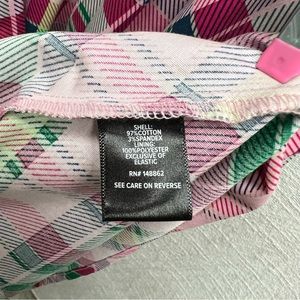 SHELL:
97%COTTON
3%SPANDEX
LINING:
100%POLYESTER
EXCLUSIVE OF
ELASTIC
RN# 148862
SEE CARE ON REVERSE